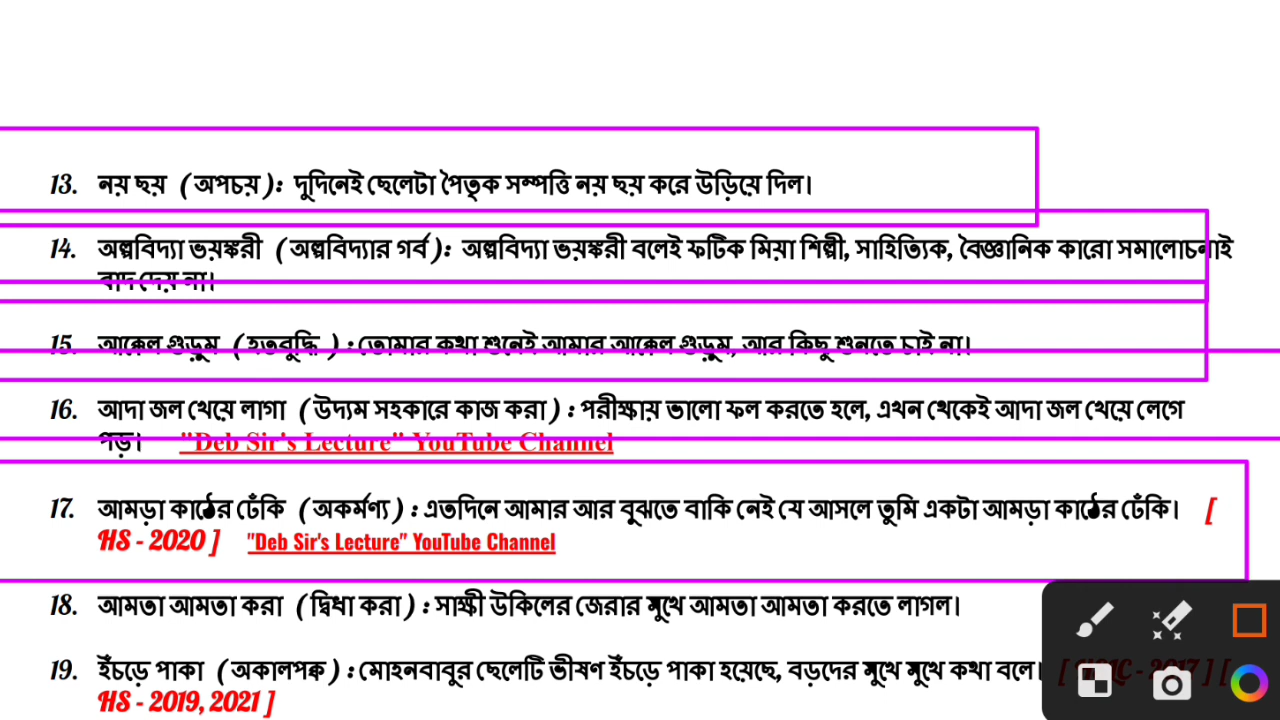 13. নয় ছয় ( অপচয় ): দুদিনেই ছেলেটা পৈতৃক সম্পত্তি নয় ছয় করে উড়িয়ে দিল।
14. অল্পবিদ্যা ভয়ঙ্করী ( অল্পবিদ্যার গর্ব ): অল্পবিদ্যা ভয়ঙ্করী বলেই ফটিক মিয়া শিল্পী, সাহিত্যিক, বৈজ্ঞানিক কারো সমালোচনাই
বাদ দেয় না।
15. আক্কেল গুড়ুম ( হতবুদ্ধি ) : তোমার কথা শুনেই আমার আক্কেল গুড়ুম, আর কিছু শুনতে চাই না।
16. আদা জল খেয়ে লাগা ( উদ্যম সহকারে কাজ করা ) : পরীক্ষায় ভালো ফল করতে হলে, এখন থেকেই আদা জল খেয়ে লেগে
পড়। "Deb Sir's Lecture" YouTube Channel
17. আমড়া কাঠের ঢেঁকি ( অকর্মণ্য ) : এতদিনে আমার আর বুঝতে বাকি নেই যে আসলে তুমি একটা আমড়া কাঠের ঢেঁকি। [
HS - 2020 ] "Deb Sir's Lecture" YouTube Channel
18. আমতা আমতা করা ( দ্বিধা করা ) : সাক্ষী উকিলের জেরার মুখে আমতা আমতা করতে লাগল।
19. ইঁচড়ে পাকা ( অকালপক্ক ) : মোহনবাবুর ছেলেটি ভীষণ ইঁচড়ে পাকা হয়েছে, বড়দের মুখে মুখে কথা বলে। [ - 2017 ] [
HS - 2019, 2021 ]